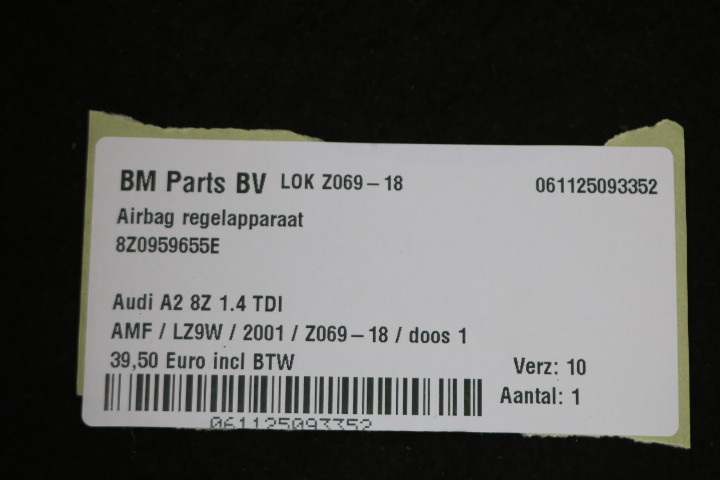 BM Parts BV LOK Z069-18 061125093352
Airbag regelapparaat
8Z0959655E
Audi A2 8Z 1.4 TDI
AMF / LZ9W / 2001 / Z069-18 / doos 1
39,50 Euro incl BTW Verz: 10
Aantal: 1
061125093352